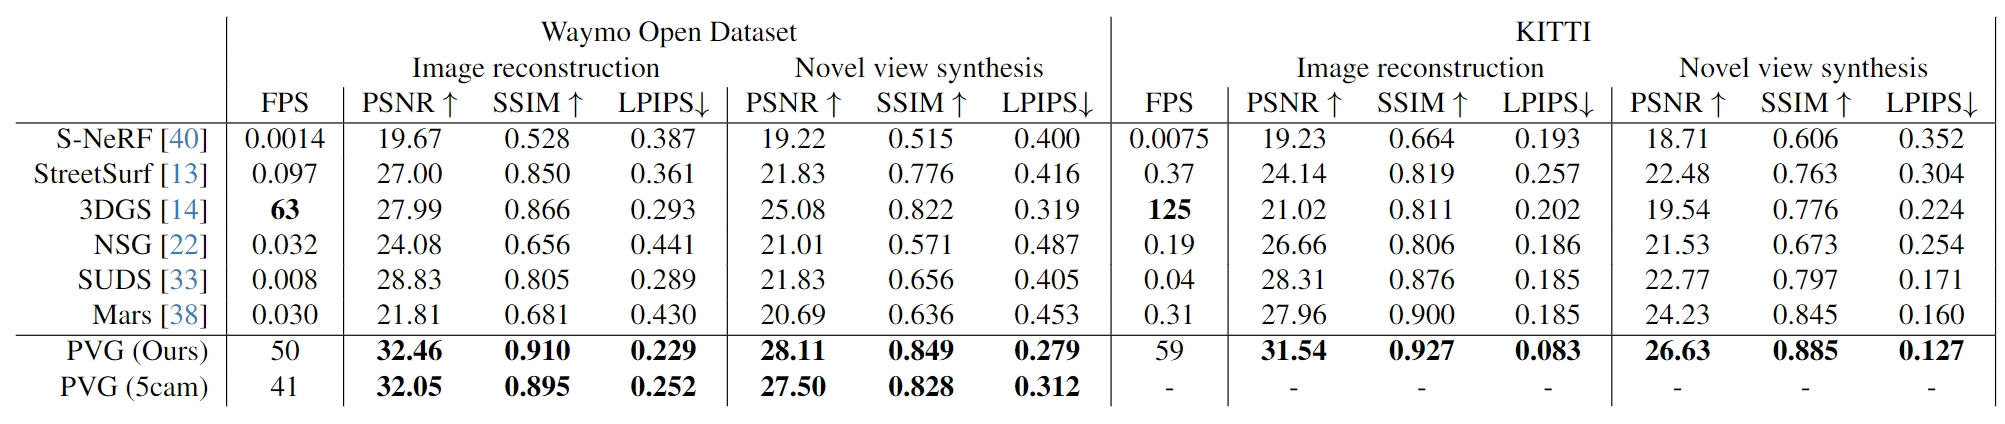 Waymo Open Dataset KITTI
Image reconstruction Novel view synthesis Image reconstruction Novel view synthesis
FPS PSNR ↑ SSIM ↑ LPIPS↓ PSNR ↑ SSIM ↑ LPIPS↓ FPS PSNR ↑ SSIM ↑ LPIPS↓ PSNR ↑ SSIM ↑ LPIPS↓
S-NeRF [40] 0.0014 19.67 0.528 0.387 19.22 0.515 0.400 0.0075 19.23 0.664 0.193 18.71 0.606 0.352
StreetSurf [13] 0.097 27.00 0.850 0.361 21.83 0.776 0.416 0.37 24.14 0.819 0.257 22.48 0.763 0.304
3DGS [14] 63 27.99 0.866 0.293 25.08 0.822 0.319 125 21.02 0.811 0.202 19.54 0.776 0.224
NSG [22] 0.032 24.08 0.656 0.441 21.01 0.571 0.487 0.19 26.66 0.806 0.186 21.53 0.673 0.254
SUDS [33] 0.008 28.83 0.805 0.289 21.83 0.656 0.405 0.04 28.31 0.876 0.185 22.77 0.797 0.171
Mars [38] 0.030 21.81 0.681 0.430 20.69 0.636 0.453 0.31 27.96 0.900 0.185 24.23 0.845 0.160
PVG (Ours) 50 32.46 0.910 0.229 28.11 0.849 0.279 59 31.54 0.927 0.083 26.63 0.885 0.127
PVG (5cam) 41 32.05 0.895 0.252 27.50 0.828 0.312 - - - - - - -